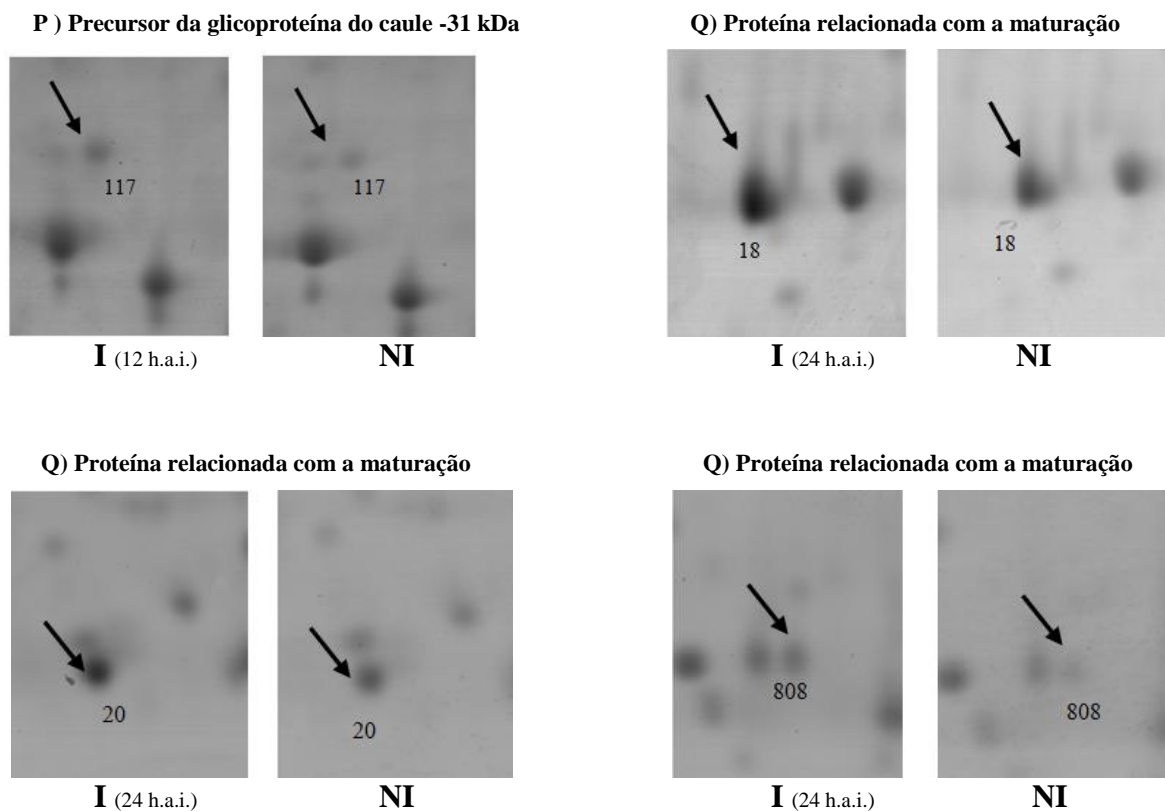 P ) Precursor da glicoproteína do caule -31 kDa
117
117
I (12 h.a.i.)
NI
Q) Proteína relacionada com a maturação
18
18
I (24 h.a.i.)
NI
Q) Proteína relacionada com a maturação
20
20
I (24 h.a.i.)
NI
Q) Proteína relacionada com a maturação
808
808
I (24 h.a.i.)
NI